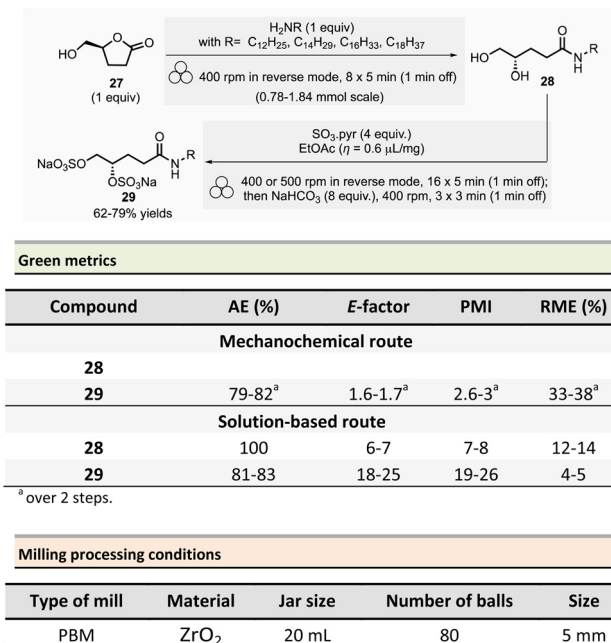 H2NR (1 equiv)
with R= C12H25, C14H29, C16H33, C18H37
400 rpm in reverse mode, 8 x 5 min (1 min off)
(0.78-1.84 mmol scale)
HO
O
O
27
(1 equiv)
HO
OH
O
N
H
R
28
SO3.pyr (4 equiv.)
EtOAc (η = 0.6 μL/mg)
400 or 500 rpm in reverse mode, 16 x 5 min (1 min off);
then NaHCO3 (8 equiv.), 400 rpm, 3 x 3 min (1 min off)
NaO3SO
OSO3Na
O
N
H
R
29
62-79% yields
Green metrics
Compound AE (%) E-factor PMI RME (%)
Mechanochemical route
28
29 79-82a 1.6-1.7a 2.6-3a 33-38a
Solution-based route
28 100 6-7 7-8 12-14
29 81-83 18-25 19-26 4-5
a over 2 steps.
Milling processing conditions
Type of mill Material Jar size Number of balls Size
PBM ZrO2 20 mL 80 5 mm